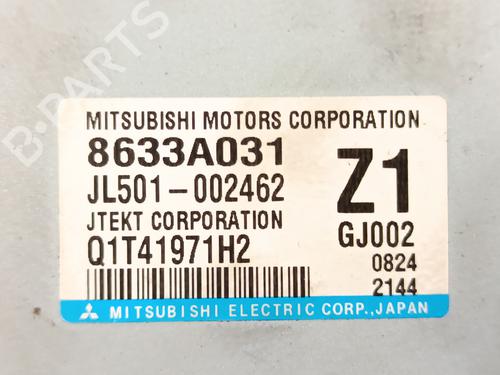 B-PARTS
MITSUBISHI MOTORS CORPORATION
8633A031
JL501-002462
JTEKT CORPORATION
Q1T41971H2
Z1
GJ002
0824
2144
MITSUBISHI ELECTRIC CORP., JAPAN